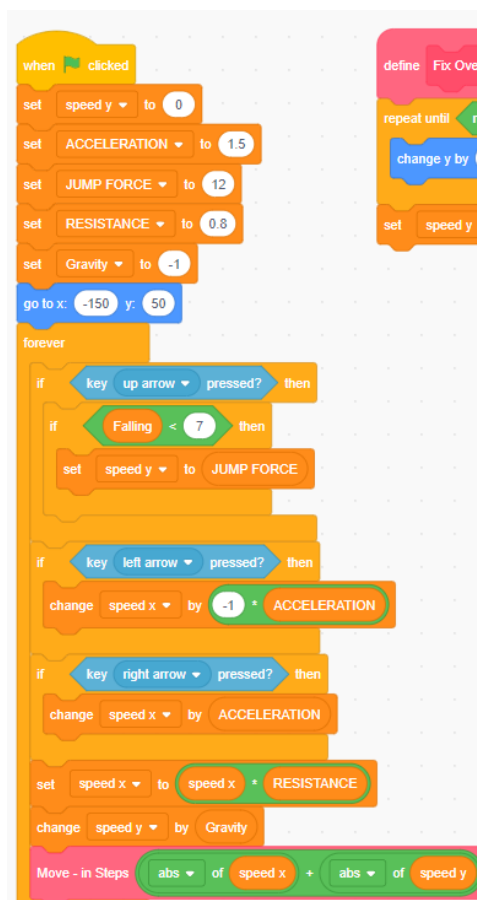 when clicked
set speed y to 0
set ACCELERATION to 1.5
set JUMP FORCE to 12
set RESISTANCE to 0.8
set Gravity to -1
go to x: -150 y: 50
forever
if key up arrow pressed? then
if Falling < 7 then
set speed y to JUMP FORCE
if key left arrow pressed? then
change speed x by -1 * ACCELERATION
if key right arrow pressed? then
change speed x by ACCELERATION
set speed x to speed x * RESISTANCE
change speed y by Gravity
Move - in Steps abs of speed x + abs of speed y
define Fix Ove
repeat until
change y by
set speed y